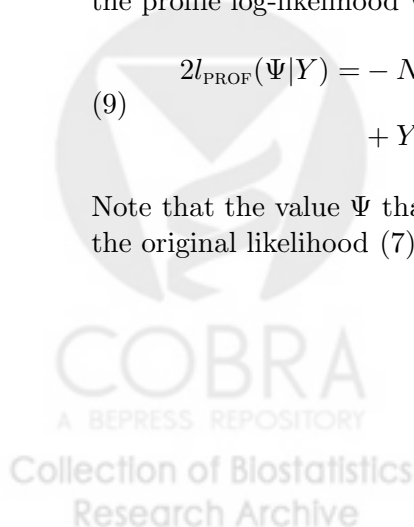 the profile log-likelihood
2l_PROF(Ψ|Y) = − N
(9)
+ Y
Note that the value Ψ tha
the original likelihood (7)
COBRA
A BEPRESS REPOSITORY
Collection of Biostatistics
Research Archive